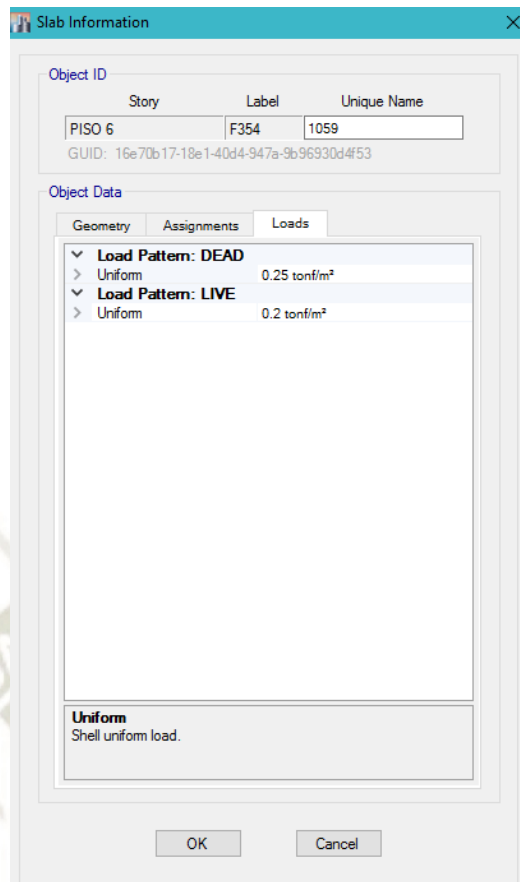 Slab Information
Object ID
Story Label Unique Name
PISO 6 F354 1059
GUID: 16e70b17-18e1-40d4-947a-9b96930d4f53
Object Data
Geometry Assignments Loads
Load Pattern: DEAD
Uniform 0.25 tonf/m²
Load Pattern: LIVE
Uniform 0.2 tonf/m²
Uniform
Shell uniform load.
OK Cancel